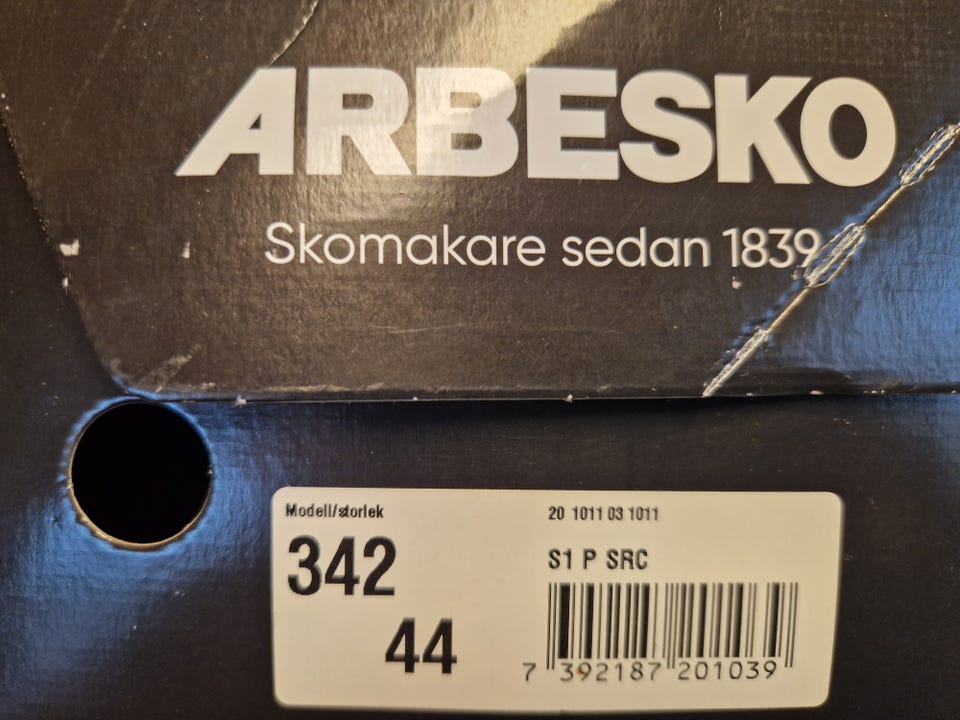 ARBESKO
Skomakare sedan 1839
Modell/storlek
20 1011 03 1011
342
S1 P SRC
44
7 392187 201039